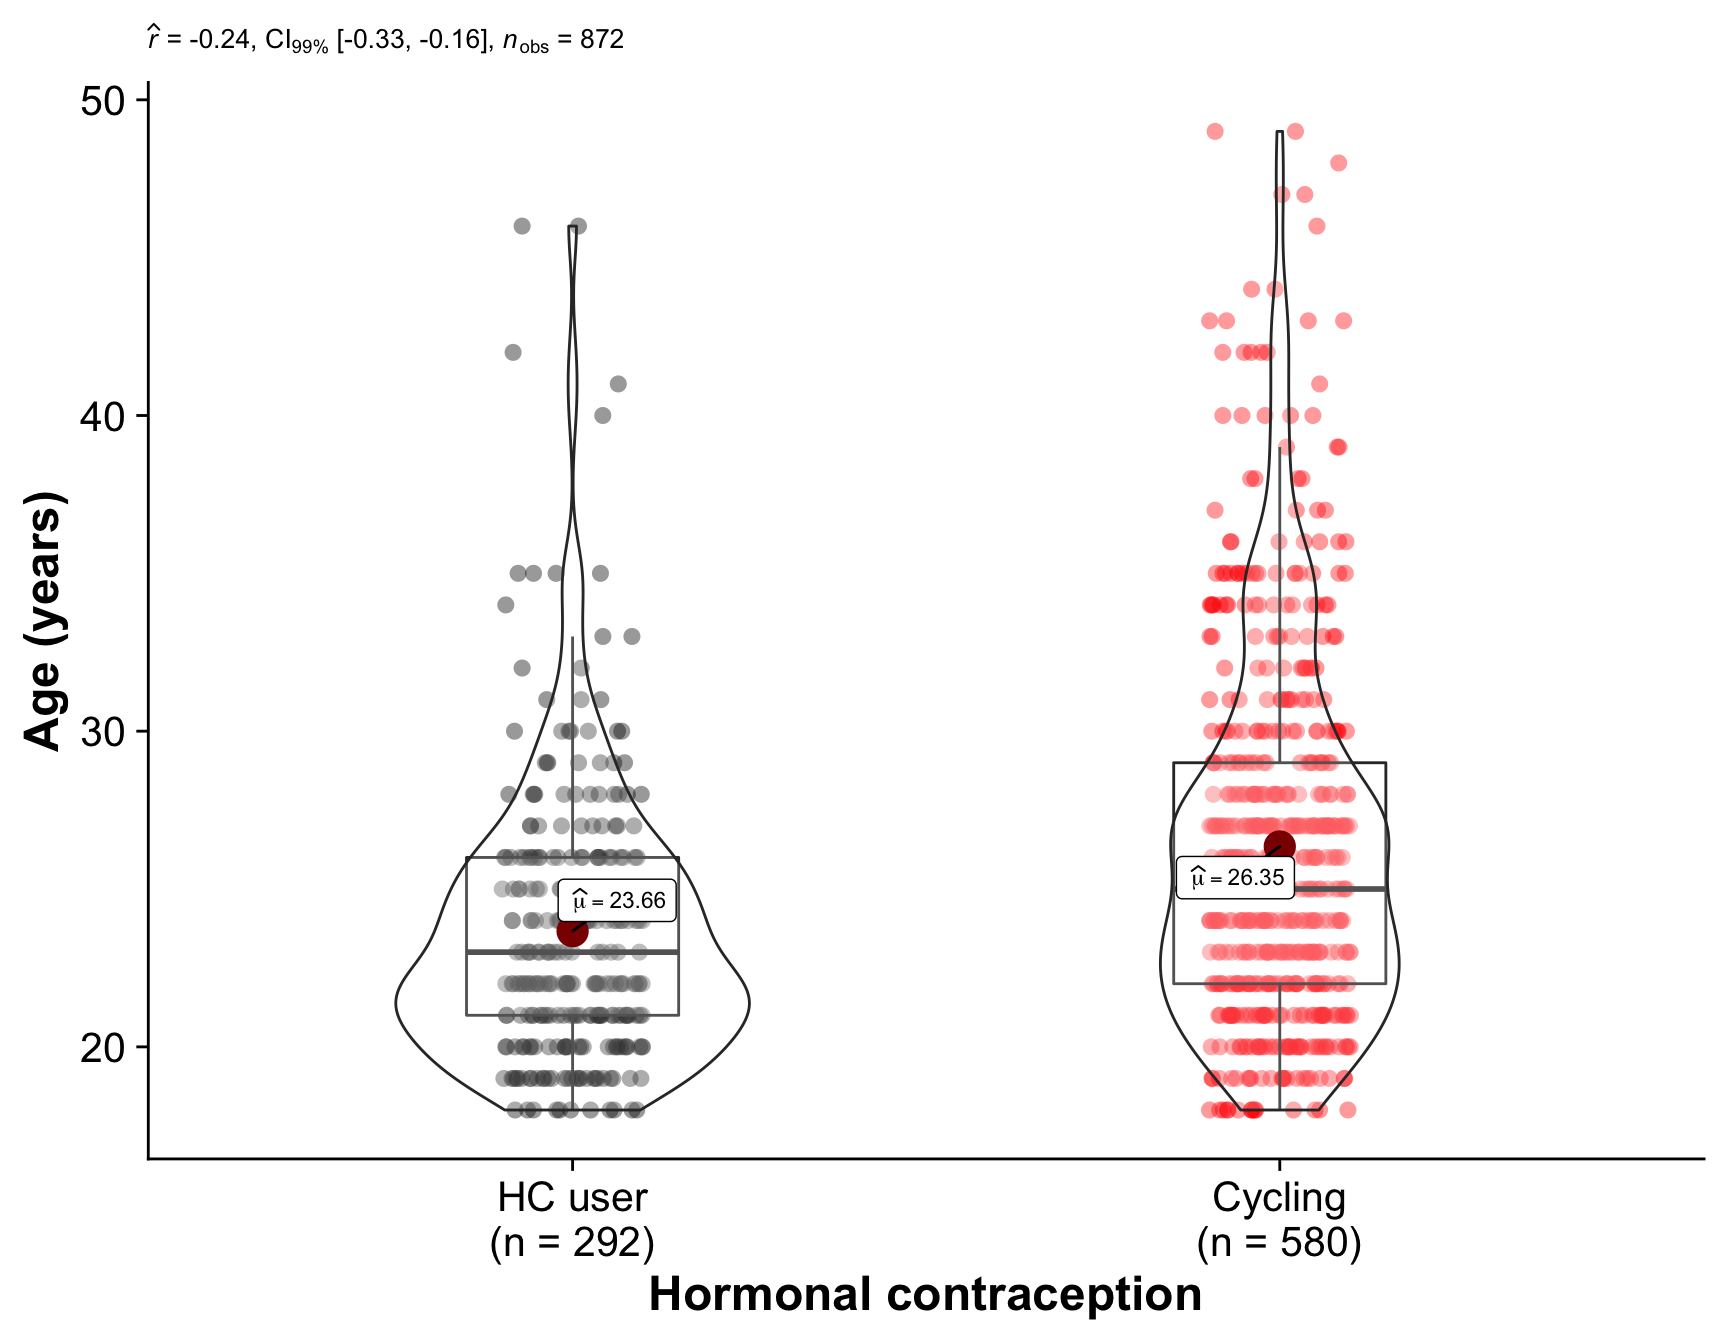 r̂ = -0.24, CI99% [-0.33, -0.16], nobs = 872
50
40
30
20
Age (years)
μ̂ = 23.66
μ̂ = 26.35
HC user
(n = 292)
Cycling
(n = 580)
Hormonal contraception